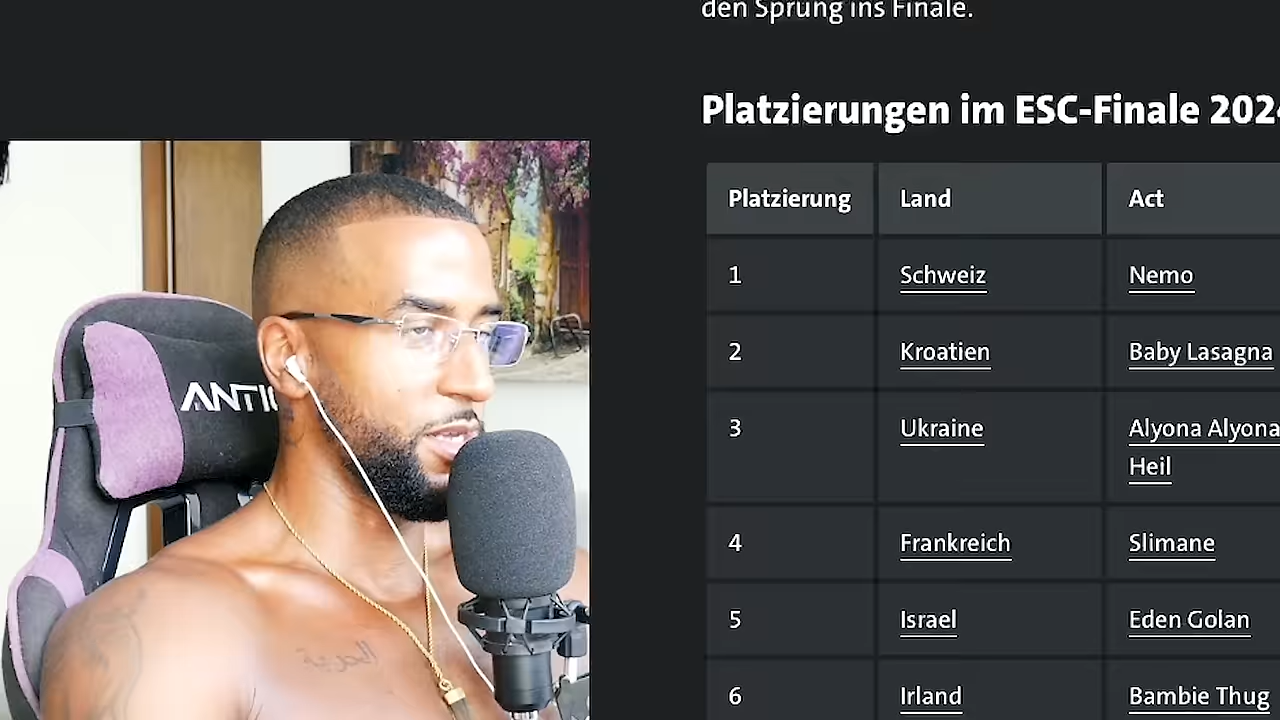 den Sprung ins Finale.
Platzierungen im ESC-Finale 2024
Platzierung Land Act
1 Schweiz Nemo
2 Kroatien Baby Lasagna
3 Ukraine Alyona Alyona
Heil
4 Frankreich Slimane
5 Israel Eden Golan
6 Irland Bambie Thug
ANTI